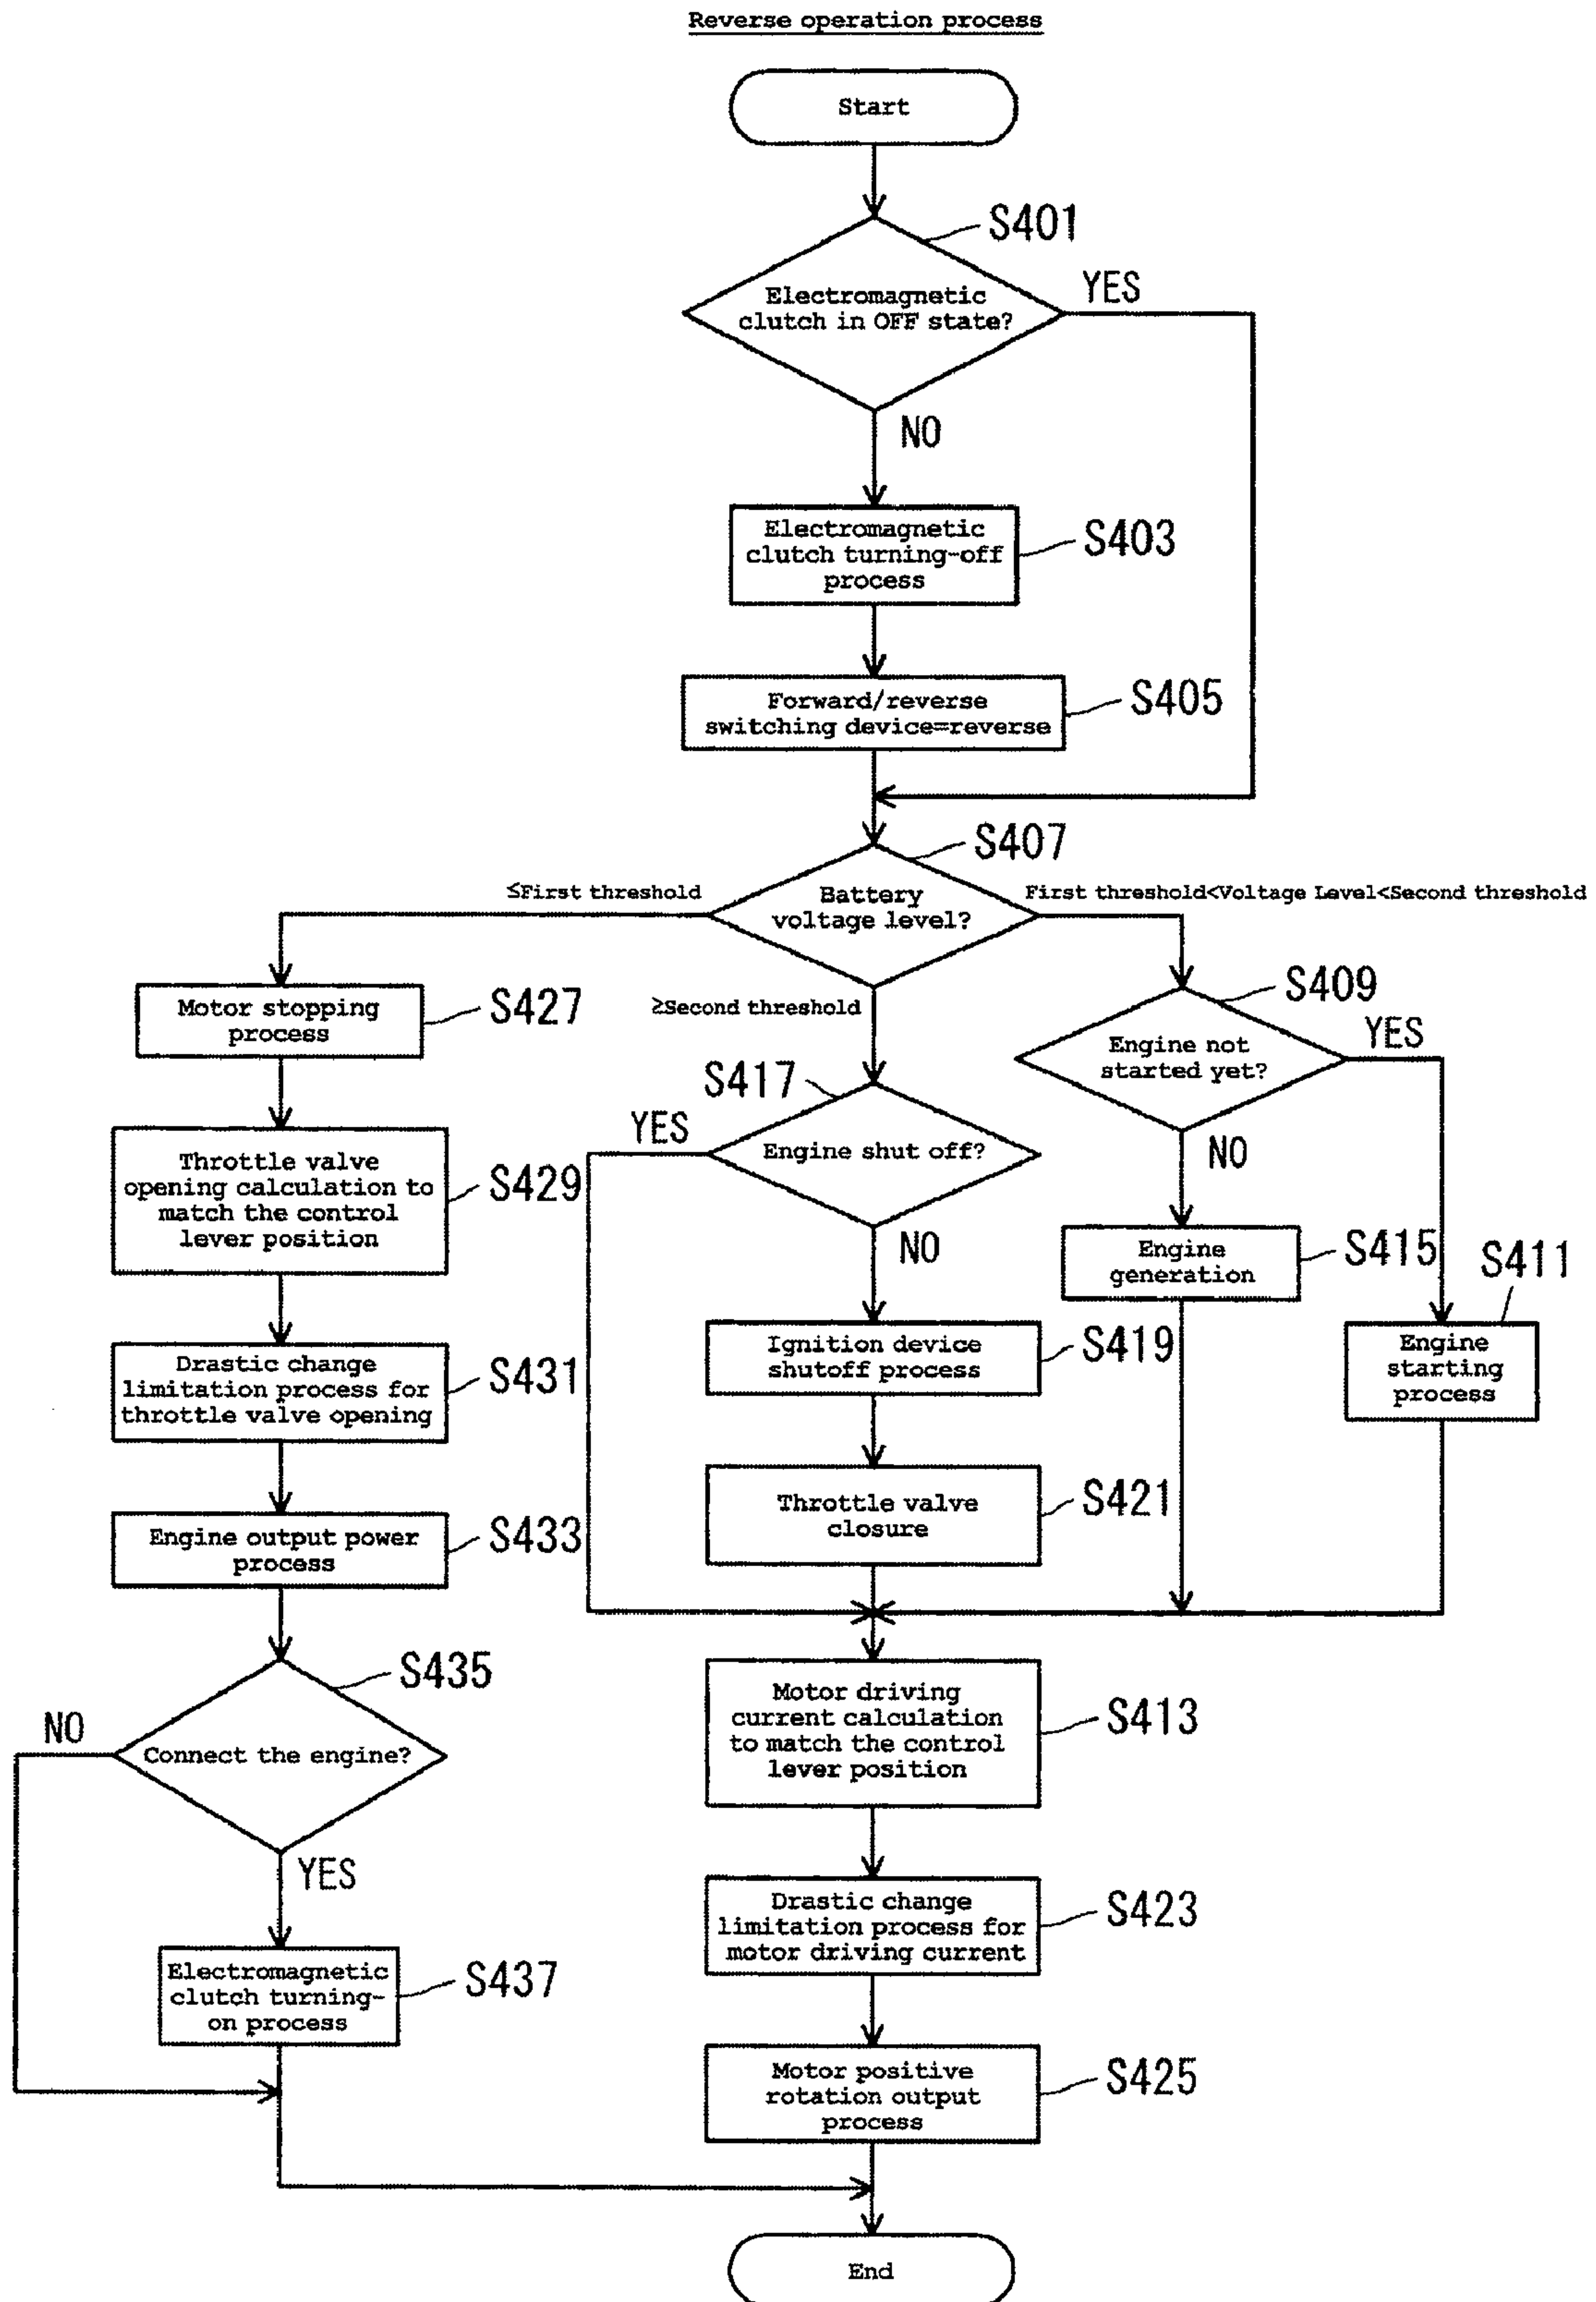 Reverse operation process
Start
S401
Electromagnetic
clutch in OFF state?
YES
NO
Electromagnetic
clutch turning-off
process
S403
Forward/reverse
switching device=reverse
S405
S407
Battery
voltage level?
≤First threshold
First threshold<Voltage Level<Second threshold
≥Second threshold
Motor stopping
process
S427
S409
Engine not
started yet?
YES
NO
S417
Engine shut off?
YES
NO
Throttle valve
opening calculation to
match the control
lever position
S429
Engine
generation
S415
S411
Engine
starting
process
Ignition device
shutoff process
S419
Drastic change
limitation process for
throttle valve opening
S431
Throttle valve
closure
S421
Engine output power
process
S433
S435
Connect the engine?
NO
YES
Motor driving
current calculation
to match the control
lever position
S413
Drastic change
limitation process for
motor driving current
S423
Electromagnetic
clutch turning-
on process
S437
Motor positive
rotation output
process
S425
End